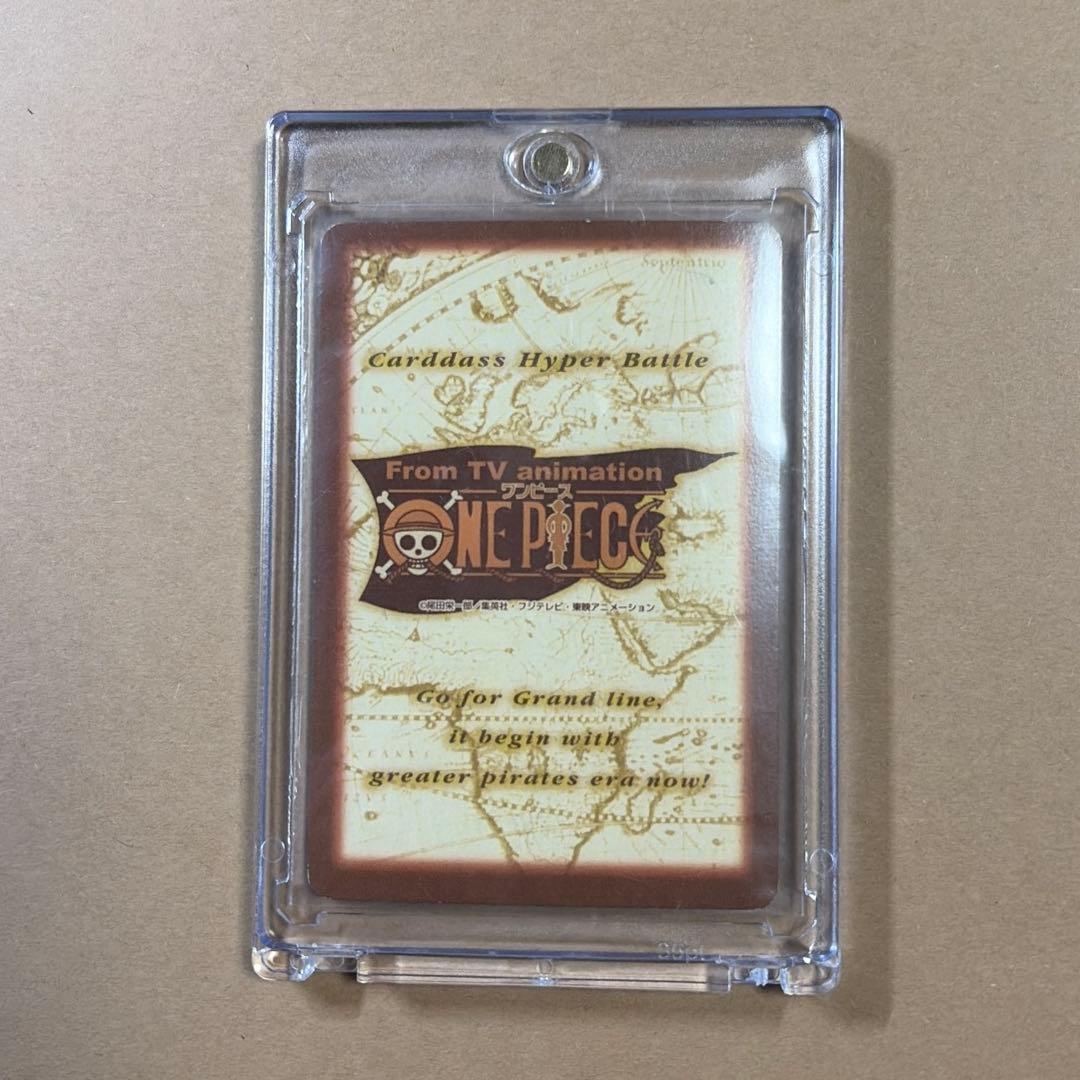 Septentrio
Carddass Hyper Battle
From TV animation
ワンピース
ONE PIECE
©尾田栄一郎/集英社・フジテレビ・東映アニメーション
Go for Grand line,
it begin with
greater pirates era now!